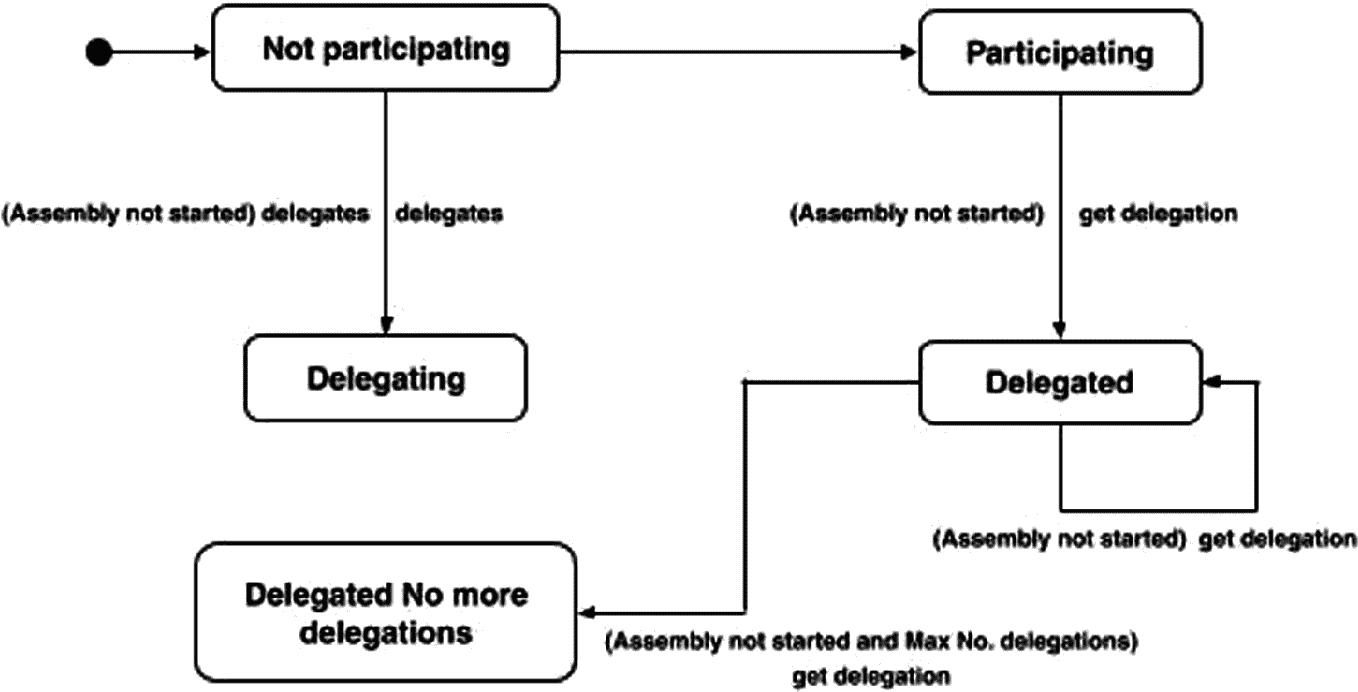 Not participating
Participating
(Assembly not started) delegates delegates
(Assembly not started) get delegation
Delegating
Delegated
(Assembly not started) get delegation
Delegated No more
delegations
(Assembly not started and Max No. delegations)
get delegation